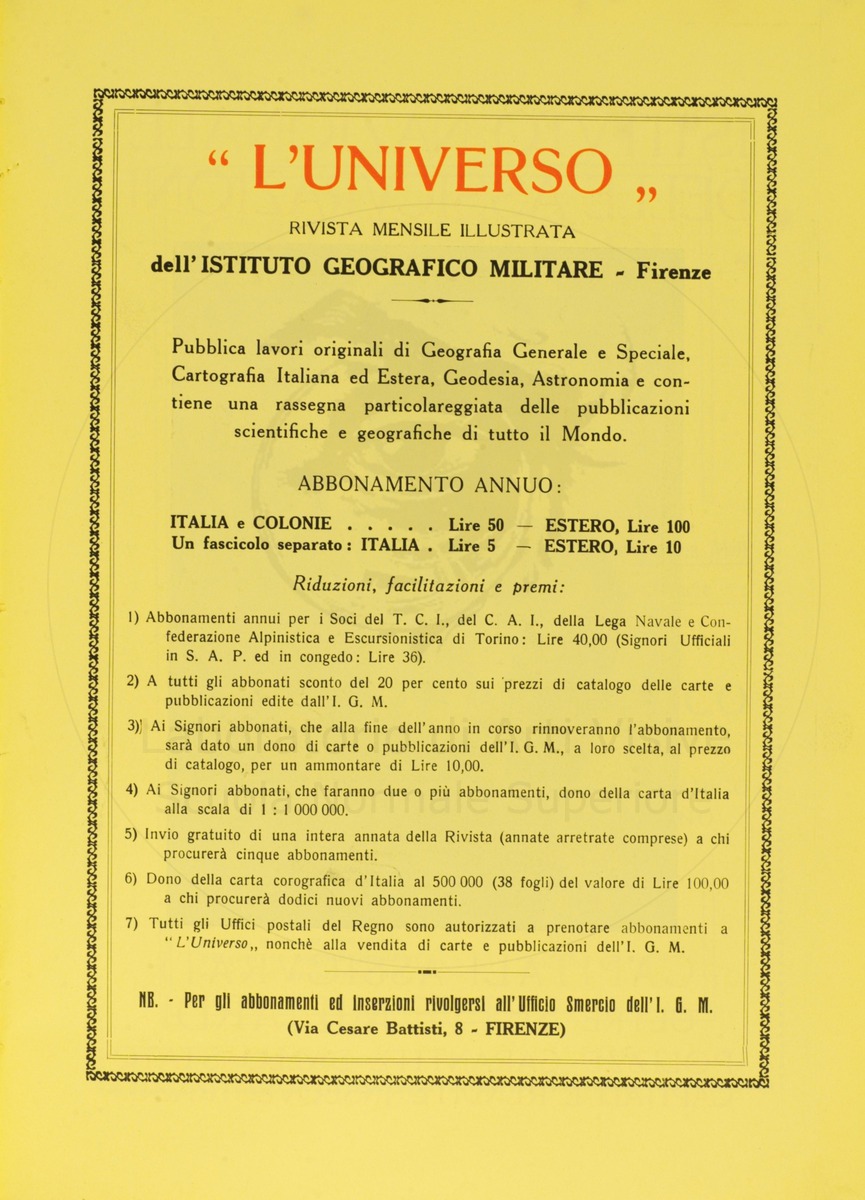 “ L'UNIVERSO „
RIVISTA MENSILE ILLUSTRATA
dell' ISTITUTO GEOGRAFICO MILITARE - Firenze
Pubblica lavori originali di Geografia Generale e Speciale,
Cartografia Italiana ed Estera, Geodesia, Astronomia e con-
tiene una rassegna particolareggiata delle pubblicazioni
scientifiche e geografiche di tutto il Mondo.
ABBONAMENTO ANNUO:
ITALIA e COLONIE . . . . . Lire 50 — ESTERO, Lire 100
Un fascicolo separato: ITALIA . Lire 5 — ESTERO, Lire 10
Riduzioni, facilitazioni e premi:
1) Abbonamenti annui per i Soci del T. C. I., del C. A. I., della Lega Navale e Con-
federazione Alpinistica e Escursionistica di Torino: Lire 40,00 (Signori Ufficiali
in S. A. P. ed in congedo: Lire 36).
2) A tutti gli abbonati sconto del 20 per cento sui prezzi di catalogo delle carte e
pubblicazioni edite dall'I. G. M.
3) Ai Signori abbonati, che alla fine dell'anno in corso rinnoveranno l'abbonamento,
sarà dato un dono di carte o pubblicazioni dell'I. G. M., a loro scelta, al prezzo
di catalogo, per un ammontare di Lire 10,00.
4) Ai Signori abbonati, che faranno due o più abbonamenti, dono della carta d'Italia
alla scala di 1 : 1 000 000.
5) Invio gratuito di una intera annata della Rivista (annate arretrate comprese) a chi
procurerà cinque abbonamenti.
6) Dono della carta corografica d'Italia al 500 000 (38 fogli) del valore di Lire 100,00
a chi procurerà dodici nuovi abbonamenti.
7) Tutti gli Uffici postali del Regno sono autorizzati a prenotare abbonamenti a
“ L'Universo „ nonchè alla vendita di carte e pubblicazioni dell'I. G. M.
NB. - Per gli abbonamenti ed inserzioni rivolgersi all'Ufficio Smercio dell'I. G. M.
(Via Cesare Battisti, 8 - FIRENZE)